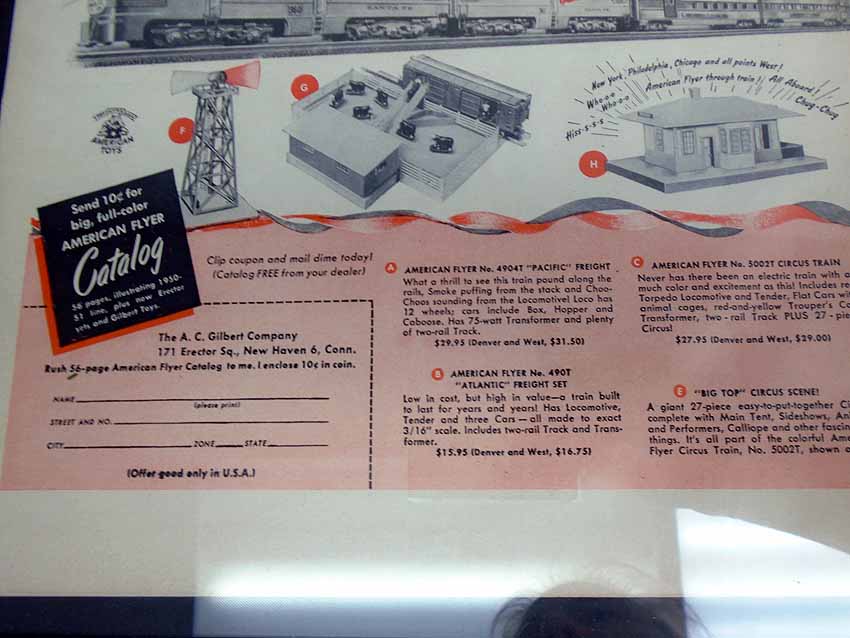 SANTA FE
New York, Philadelphia, Chicago and all points West!
American Flyer through train! All Aboard!
Who-o-o
Who-o-o
Chug-Chug
Hiss-s-s-s
G
F
H
AMERICAN
TOYS
Send 10¢ for
big, full-color
AMERICAN FLYER
Catalog
56 pages, illustrating 1950-
51 line, plus new Erector
sets and Gilbert Toys.
Clip coupon and mail dime today!
(Catalog FREE from your dealer)
The A. C. Gilbert Company
171 Erector Sq., New Haven 6, Conn.
Rush 56-page American Flyer Catalog to me. I enclose 10¢ in coin.
NAME
(please print)
STREET AND NO.
CITY ZONE STATE
(Offer good only in U.S.A.)
A AMERICAN FLYER No. 4904T "PACIFIC" FREIGHT.
What a thrill to see this train pound along the
rails, Smoke puffing from the stack and Choo-
Choos sounding from the Locomotive! Loco has
12 wheels; cars include Box, Hopper and
Caboose. Has 75-watt Transformer and plenty
of two-rail Track.
$29.95 (Denver and West, $31.50)
B AMERICAN FLYER No. 490T
"ATLANTIC" FREIGHT SET
Low in cost, but high in value—a train built
to last for years and years! Has Locomotive,
Tender and three Cars—all made to exact
3/16" scale. Includes two-rail Track and Trans-
former.
$15.95 (Denver and West, $16.75)
C AMERICAN FLYER No. 5002T CIRCUS TRAIN
Never has there been an electric train with a
much color and excitement as this! Includes re
Torpedo Locomotive and Tender, Flat Cars wi
animal cages, red-and-yellow Trouper's Co
Transformer, two-rail Track PLUS 27-pie
Circus!
$27.95 (Denver and West, $29.00)
E "BIG TOP" CIRCUS SCENE!
A giant 27-piece easy-to-put-together Ci
complete with Main Tent, Sideshows, An
and Performers, Calliope and other fascin
things. It's all part of the colorful Ame
Flyer Circus Train, No. 5002T, shown a